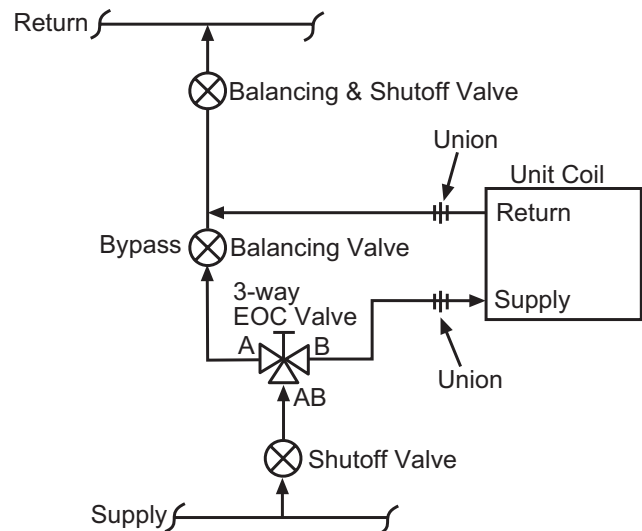 Return
Balancing & Shutoff Valve
Union
Unit Coil
Return
Bypass
Balancing Valve
3-way
EOC Valve
Supply
A
B
Union
AB
Shutoff Valve
Supply